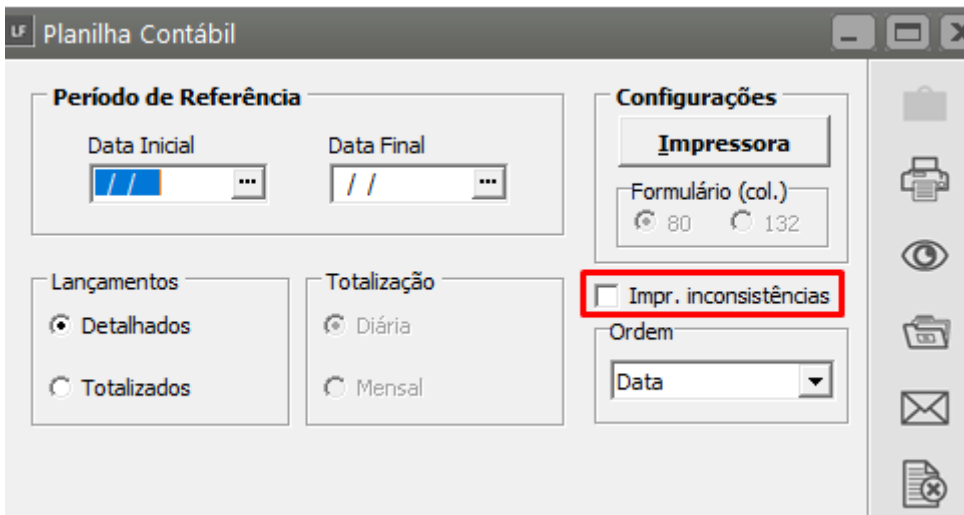 LF Planilha Contábil
Período de Referência
Data Inicial
Data Final
/ /
...
/ /
...
Configurações
Impressora
Formulário (col.)
80
132
Impr. inconsistências
Lançamentos
Detalhados
Totalizados
Totalização
Diária
Mensal
Ordem
Data